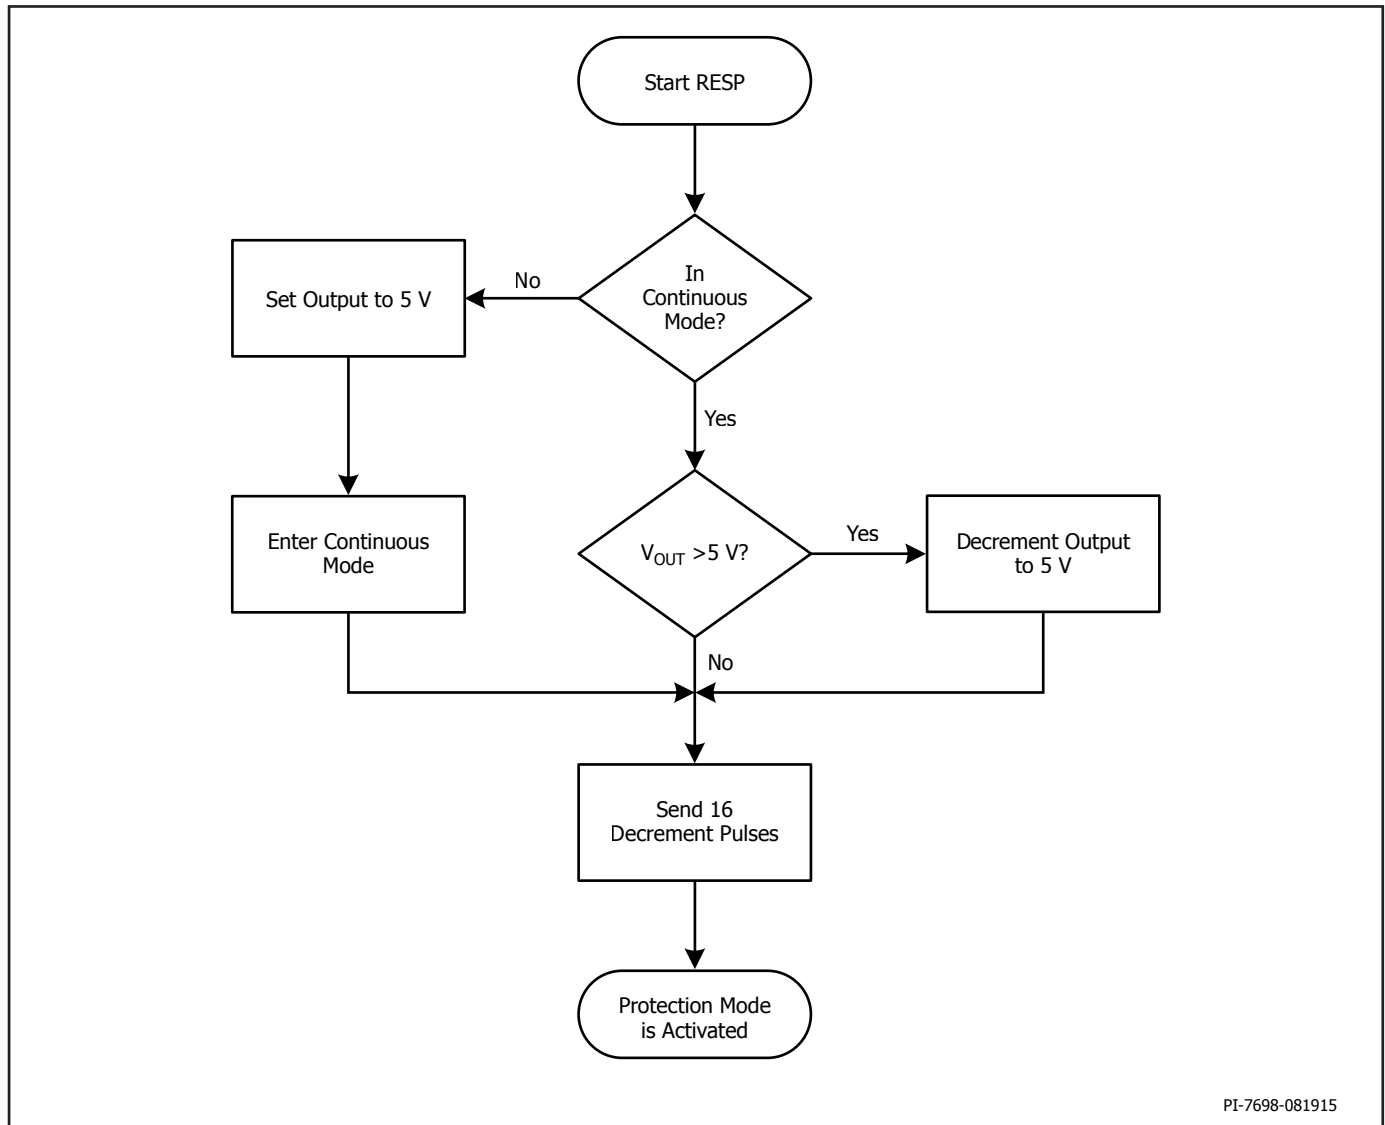 Start RESP
In
Continuous
Mode?
No
Set Output to 5 V
Yes
Enter Continuous
Mode
VOUT >5 V?
Yes
Decrement Output
to 5 V
No
Send 16
Decrement Pulses
Protection Mode
is Activated
PI-7698-081915